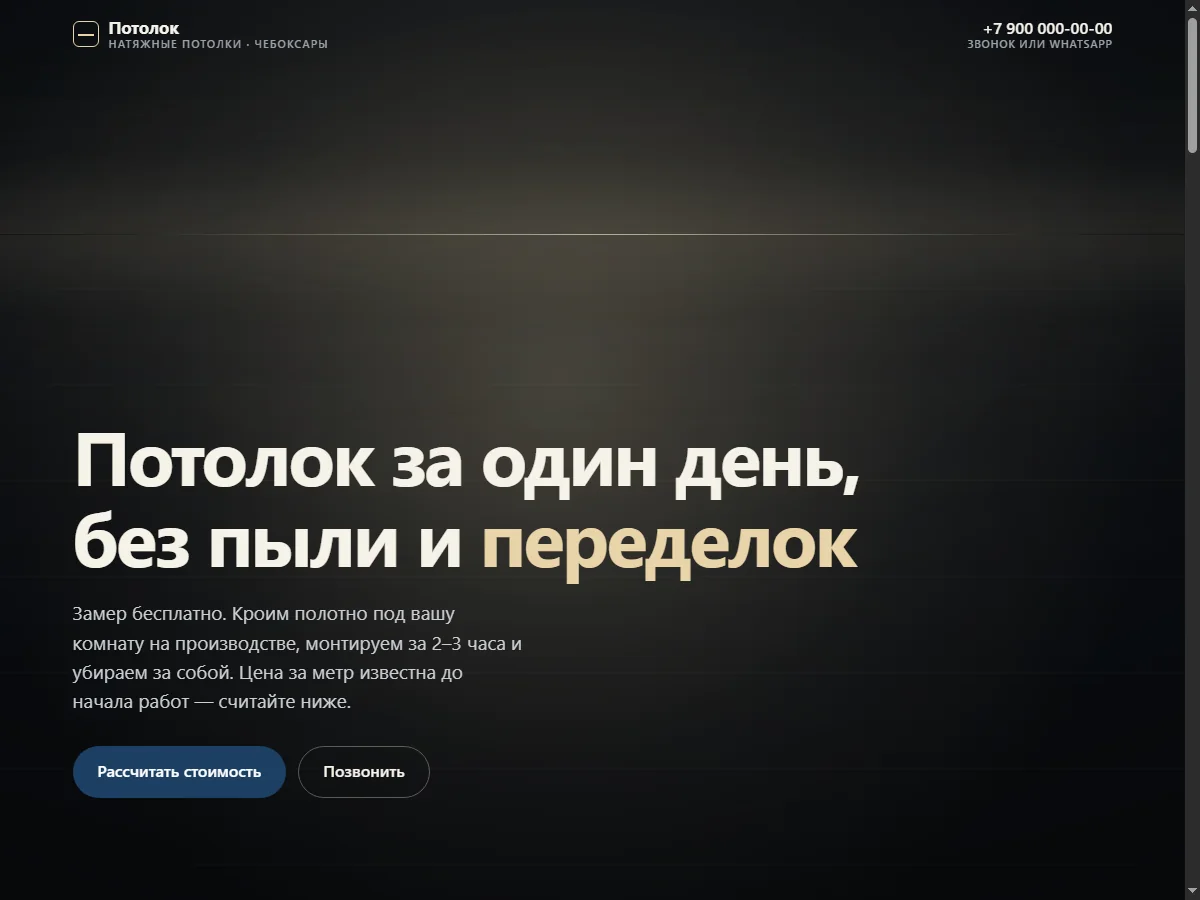 Потолок
НАТЯЖНЫЕ ПОТОЛКИ · ЧЕБОКСАРЫ
+7 900 000-00-00
ЗВОНОК ИЛИ WHATSAPP
Потолок за один день,
без пыли и переделок
Замер бесплатно. Кроим полотно под вашу
комнату на производстве, монтируем за 2–3 часа и
убираем за собой. Цена за метр известна до
начала работ — считайте ниже.
Рассчитать стоимость
Позвонить